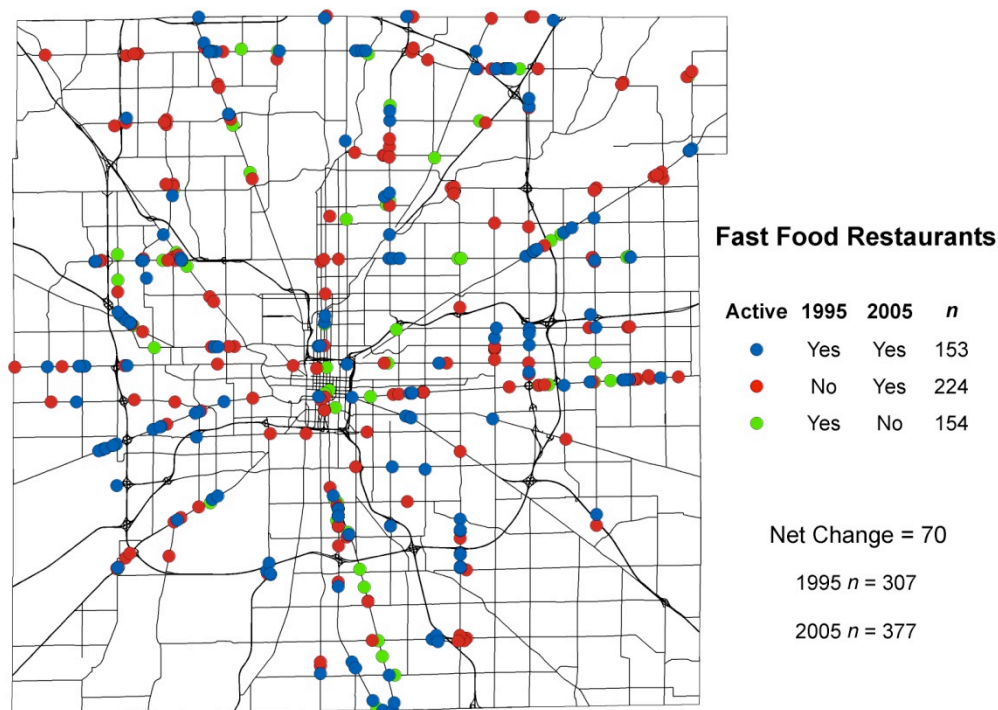 Fast Food Restaurants
Active 1995 2005 n
Yes Yes 153
No Yes 224
Yes No 154
Net Change = 70
1995 n = 307
2005 n = 377